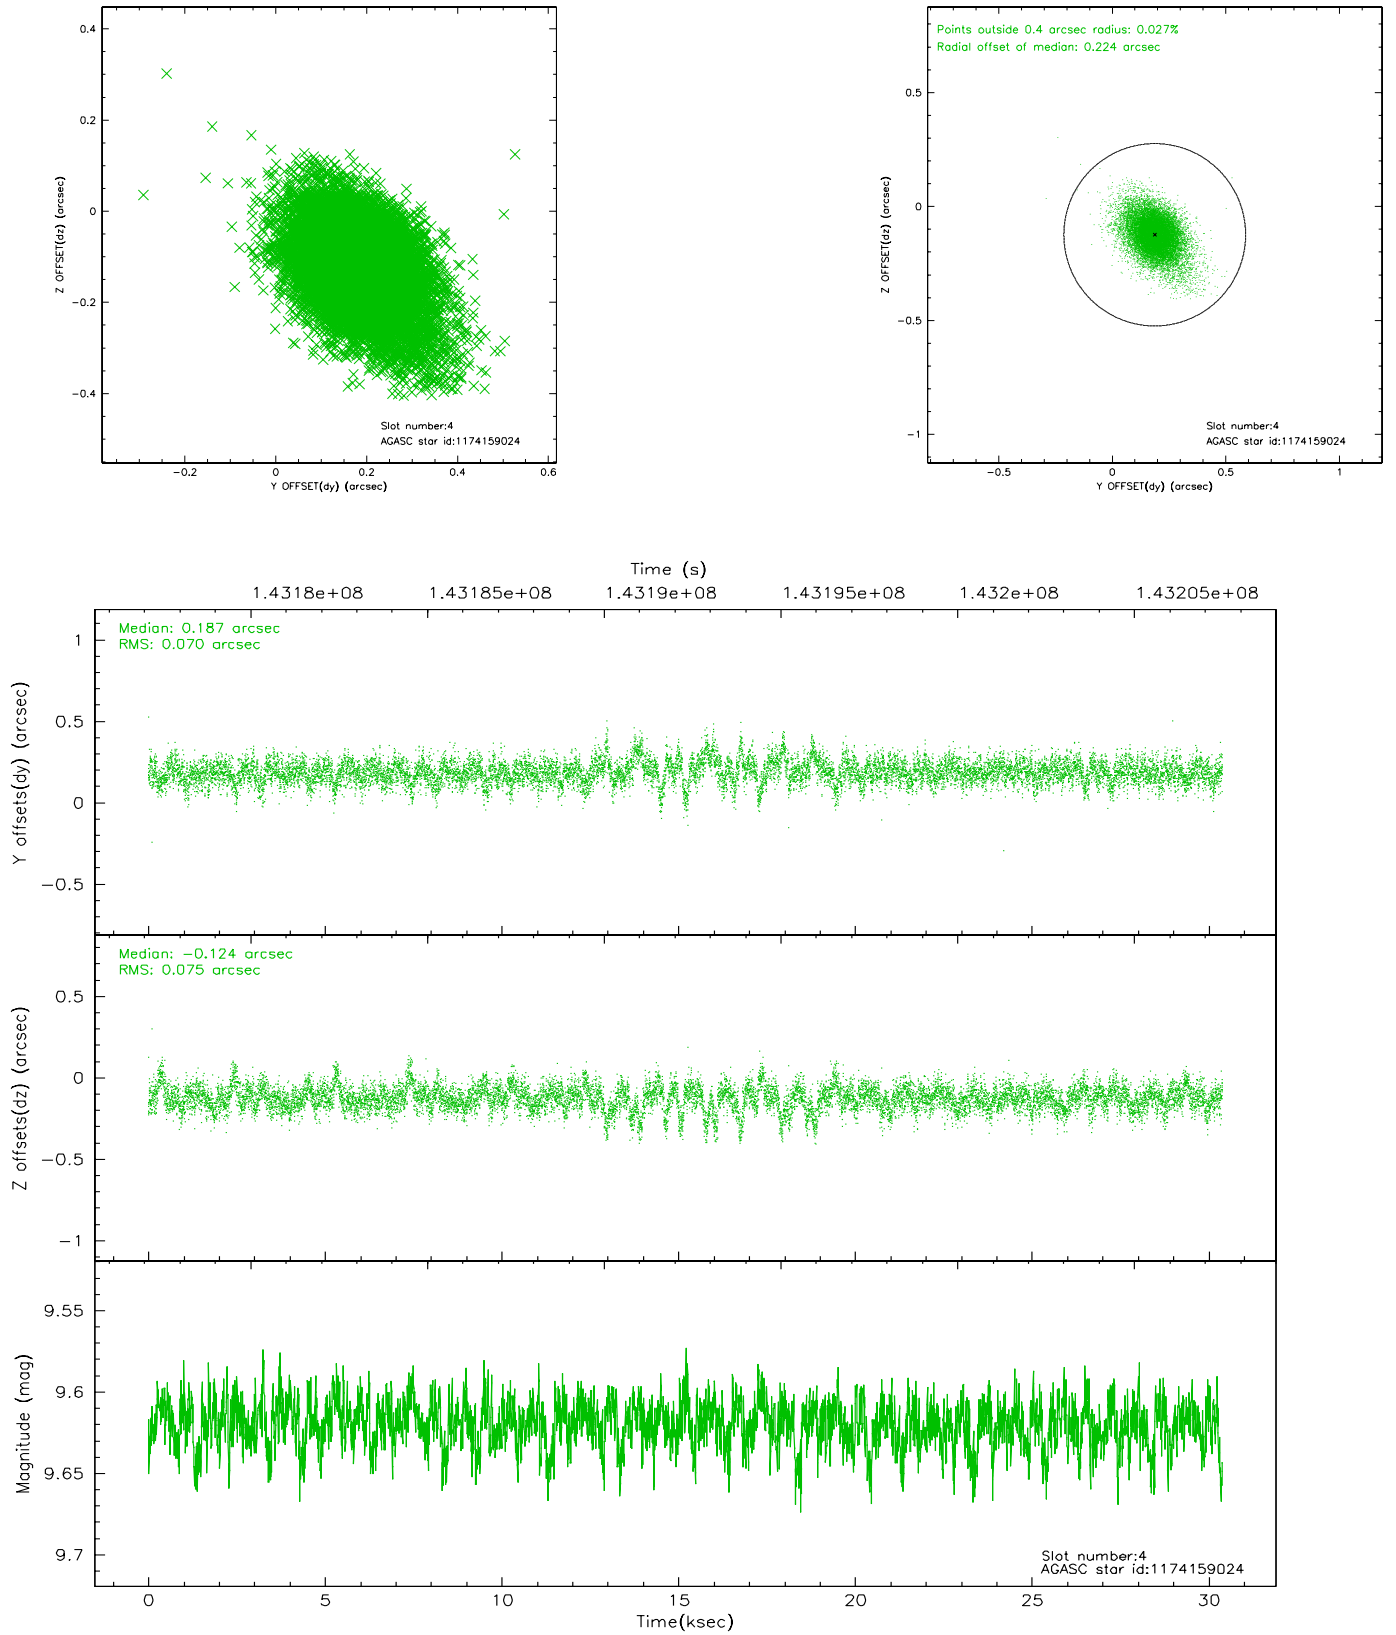 0.4
0.2
0
−0.2
−0.4
Z OFFSET(dz) (arcsec)
−0.2
0
0.2
0.4
0.6
Y OFFSET(dy) (arcsec)
Slot number:4
AGASC star id:1174159024
Points outside 0.4 arcsec radius: 0.027%
Radial offset of median: 0.224 arcsec
0.5
0
−0.5
−1
Z OFFSET(dz) (arcsec)
−0.5
0
0.5
1
Y OFFSET(dy) (arcsec)
Slot number:4
AGASC star id:1174159024
Time (s)
1.4318e+08
1.43185e+08
1.4319e+08
1.43195e+08
1.432e+08
1.43205e+08
Median: 0.187 arcsec
RMS: 0.070 arcsec
1
0.5
0
−0.5
Y offsets(dy) (arcsec)
Median: −0.124 arcsec
RMS: 0.075 arcsec
0.5
0
−0.5
−1
Z offsets(dz) (arcsec)
9.55
9.6
9.65
9.7
Magnitude (mag)
Slot number:4
AGASC star id:1174159024
0
5
10
15
20
25
30
Time(ksec)